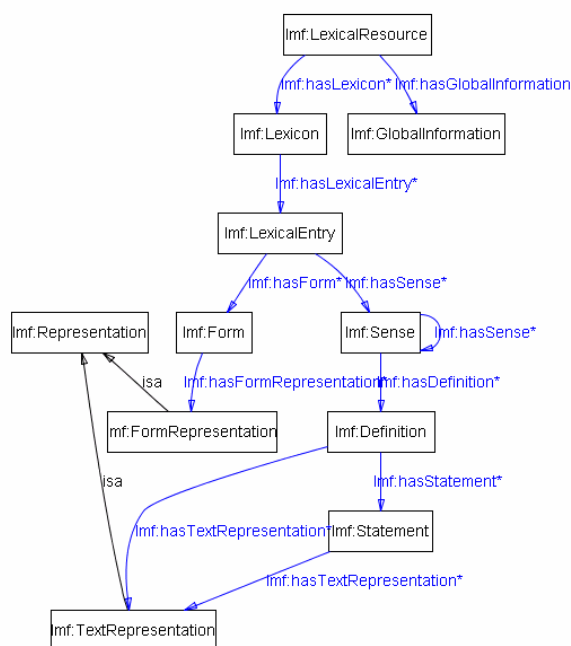 lmf:LexicalResource
lmf:hasLexicon* lmf:hasGlobalInformation
lmf:Lexicon lmf:GlobalInformation
lmf:hasLexicalEntry*
lmf:LexicalEntry
lmf:hasForm* lmf:hasSense*
lmf:Representation lmf:Form lmf:Sense lmf:hasSense*
isa lmf:hasFormRepresentation* lmf:hasDefinition*
mf:FormRepresentation lmf:Definition
isa lmf:hasStatement*
lmf:hasTextRepresentation* lmf:Statement
lmf:hasTextRepresentation*
lmf:TextRepresentation